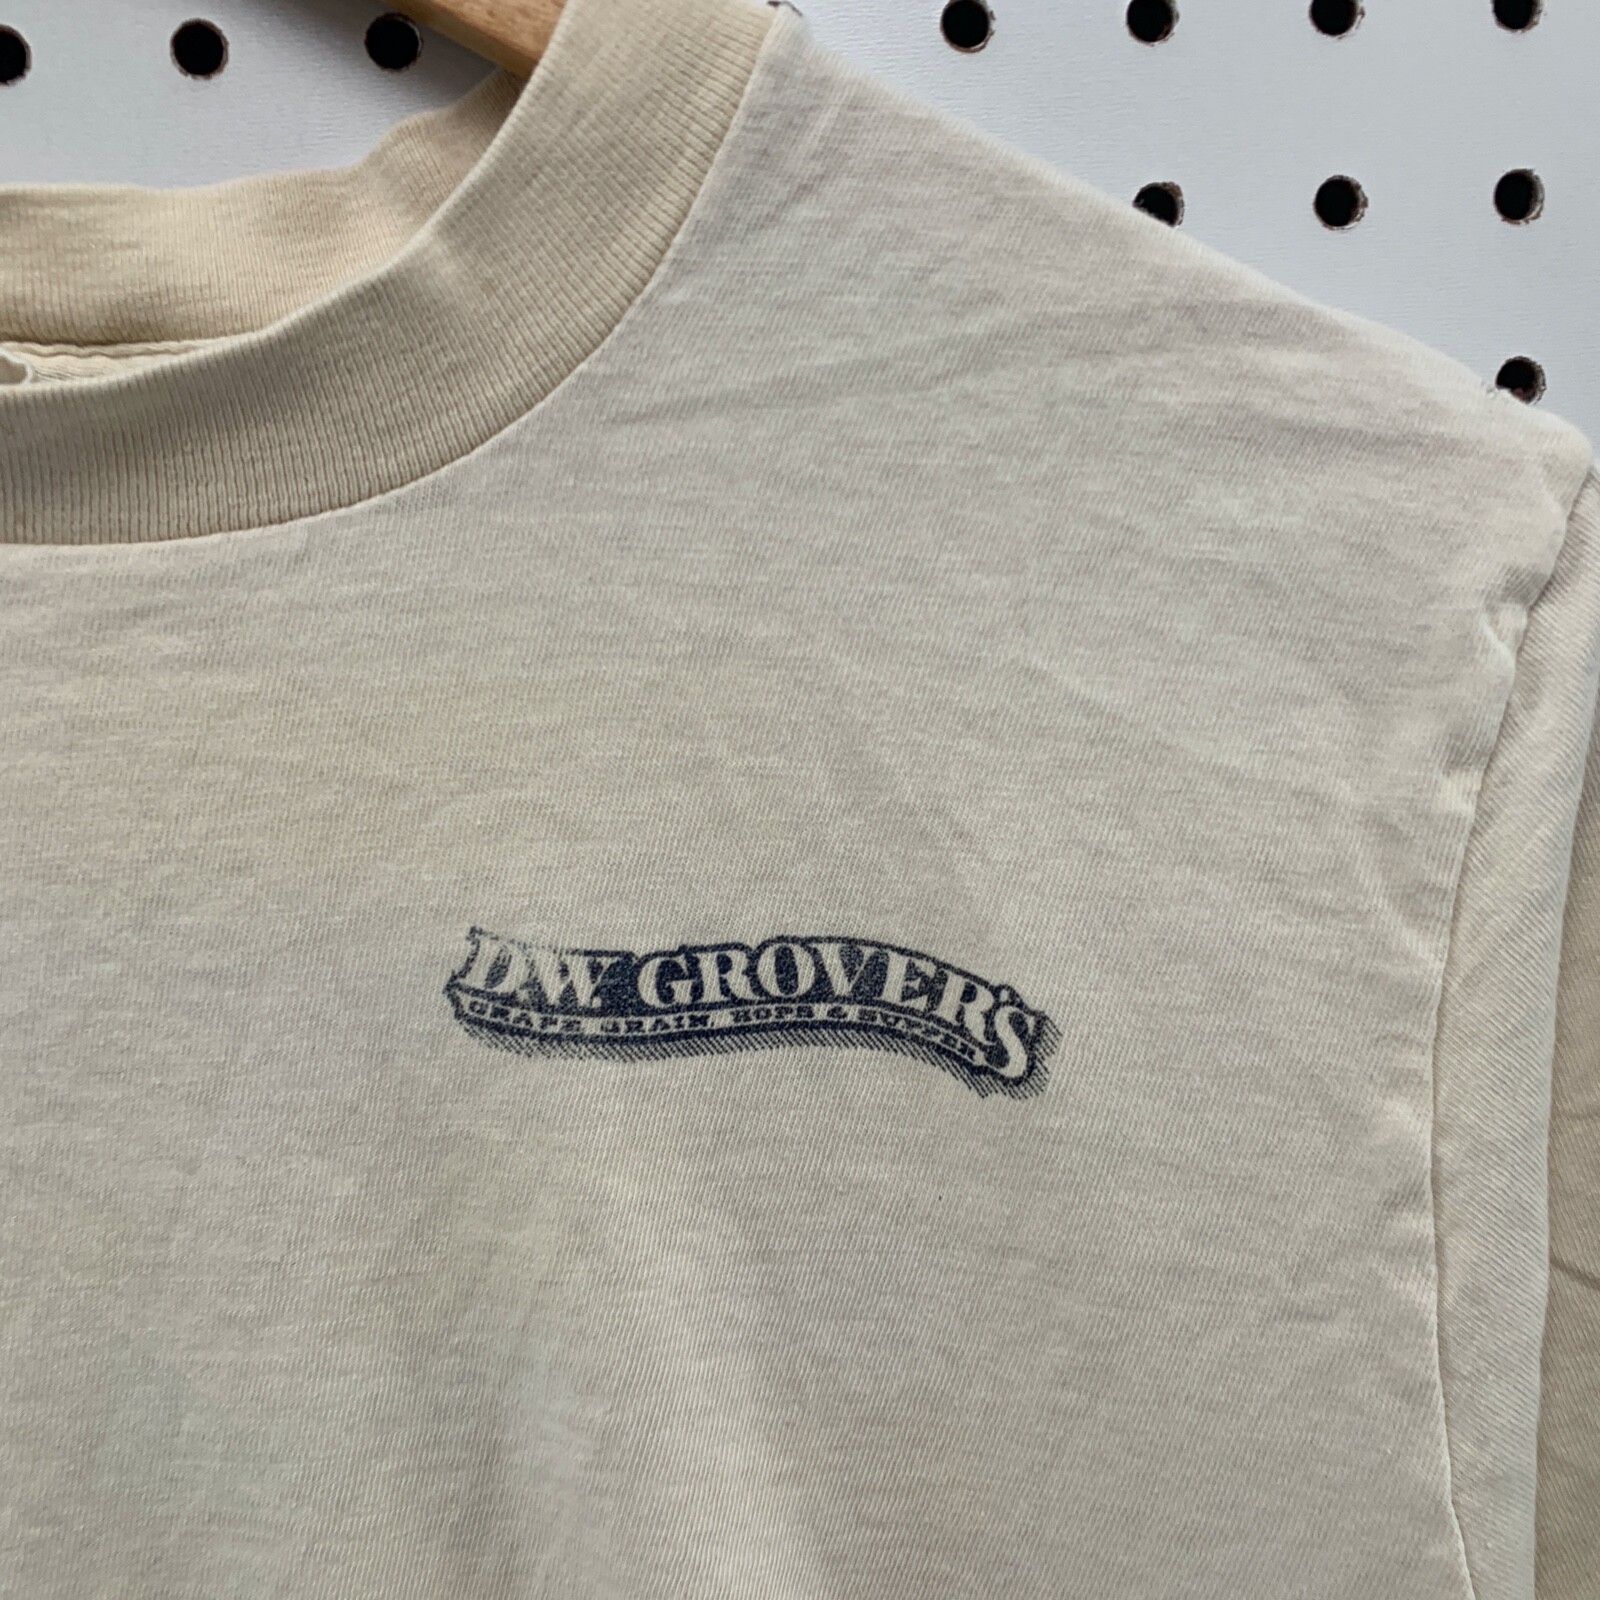 D.W. GROVER'S
GRAPE, GRAIN, HOPS & SUPPER